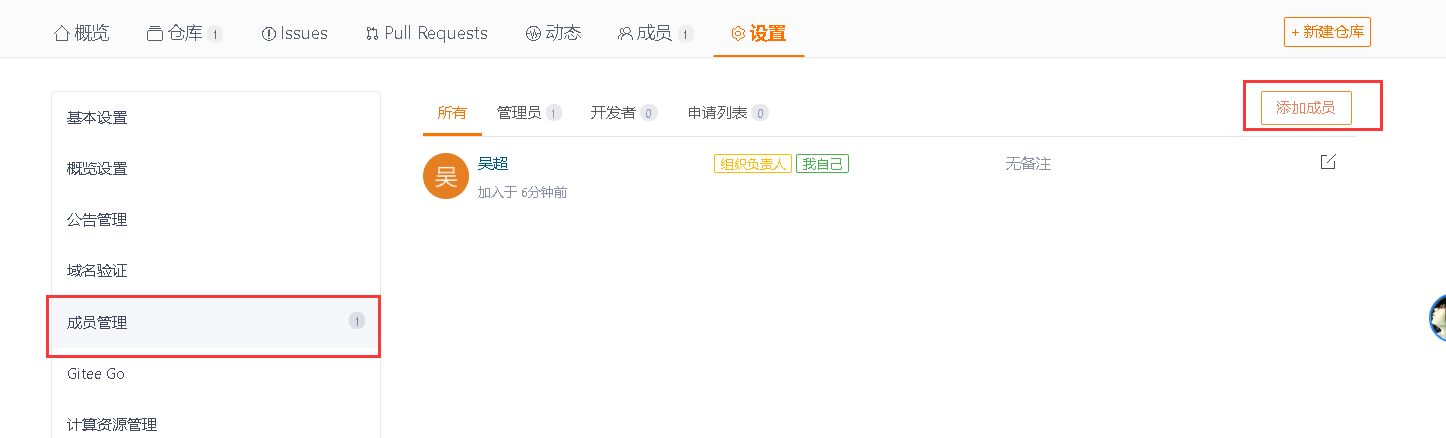 概览 仓库 1 Issues Pull Requests 动态 成员 1 设置 + 新建仓库
基本设置
概览设置
公告管理
域名验证
成员管理 1
Gitee Go
计算资源管理
所有 管理员 1 开发者 0 申请列表 0 添加成员
吴 吴超 组织负责人 我自己 无备注
加入于 6分钟前